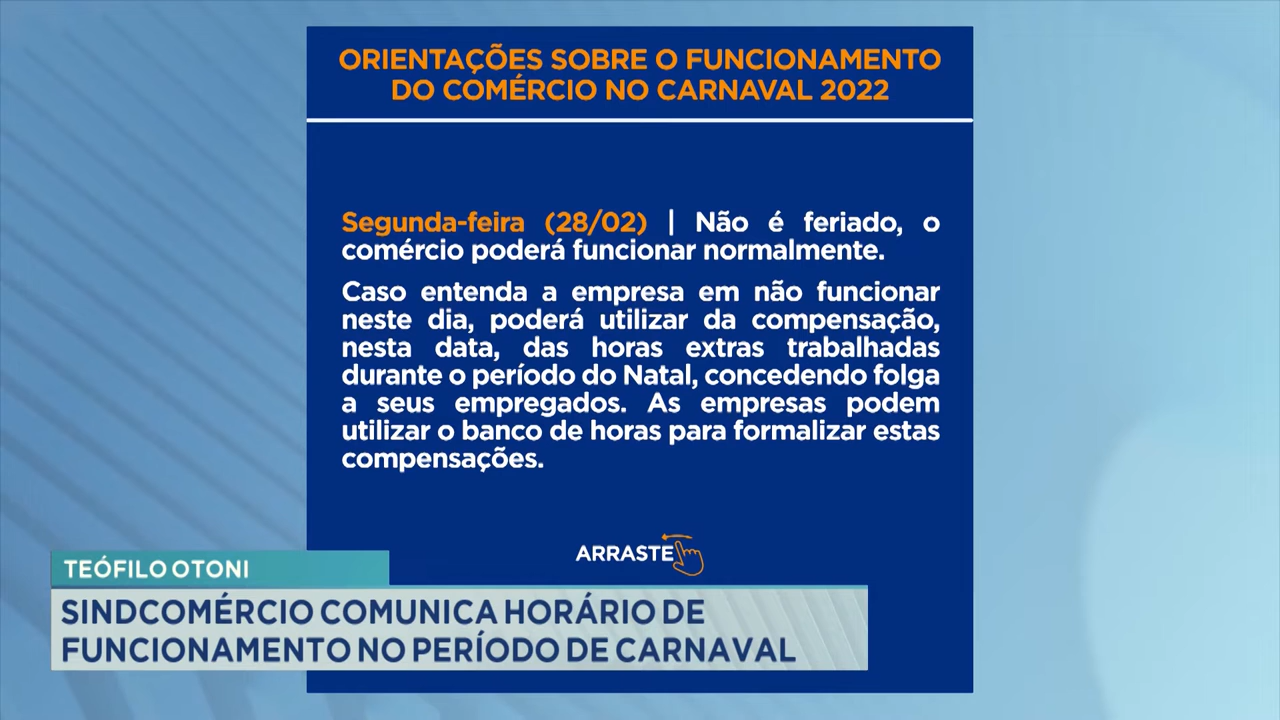 ORIENTAÇÕES SOBRE O FUNCIONAMENTO
DO COMÉRCIO NO CARNAVAL 2022
Segunda-feira (28/02) | Não é feriado, o
comércio poderá funcionar normalmente.
Caso entenda a empresa em não funcionar
neste dia, poderá utilizar da compensação,
nesta data, das horas extras trabalhadas
durante o período do Natal, concedendo folga
a seus empregados. As empresas podem
utilizar o banco de horas para formalizar estas
compensações.
ARRASTE
TEÓFILO OTONI
SINDCOMÉRCIO COMUNICA HORÁRIO DE
FUNCIONAMENTO NO PERÍODO DE CARNAVAL